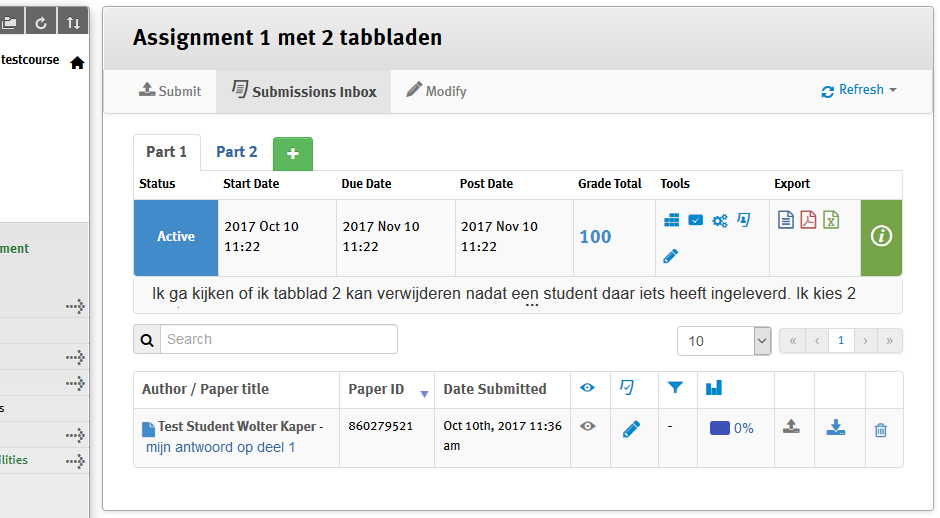 testcourse
Assignment 1 met 2 tabbladen
Submit
Submissions Inbox
Modify
Refresh
Part 1
Part 2
+
Status
Start Date
Due Date
Post Date
Grade Total
Tools
Export
Active
2017 Oct 10
11:22
2017 Nov 10
11:22
2017 Nov 10
11:22
100
ment
Ik ga kijken of ik tabblad 2 kan verwijderen nadat een student daar iets heeft ingeleverd. Ik kies 2
...
Search
10
« ‹ 1 › »
Author / Paper title
Paper ID
Date Submitted
s
Test Student Wolter Kaper -
mijn antwoord op deel 1
860279521
Oct 10th, 2017 11:36
am
-
0%
ilities